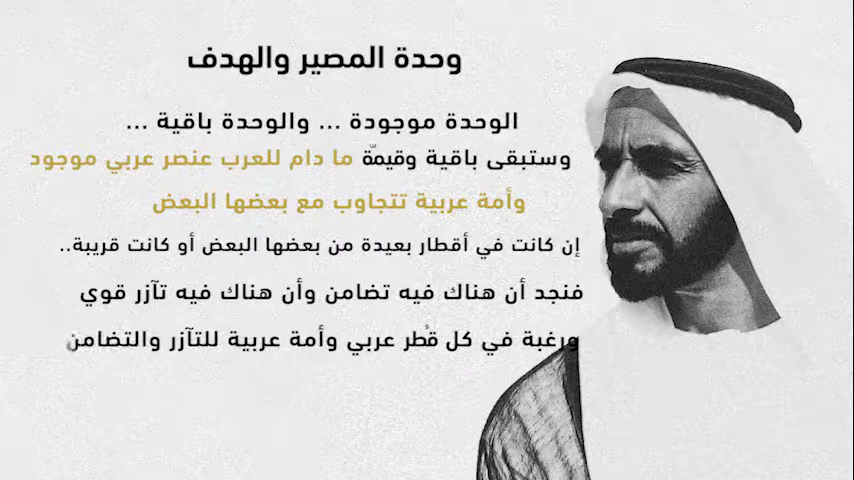 وحدة المصير والهدف
الوحدة موجودة ... والوحدة باقية ...
وستبقى باقية وقيمّة ما دام للعرب عنصر عربي موجود
وأمة عربية تتجاوب مع بعضها البعض
إن كانت في أقطار بعيدة من بعضها البعض أو كانت قريبة..
فنجد أن هناك فيه تضامن وأن هناك فيه تآزر قوي
ورغبة في كل قُطر عربي وأمة عربية للتآزر والتضامن